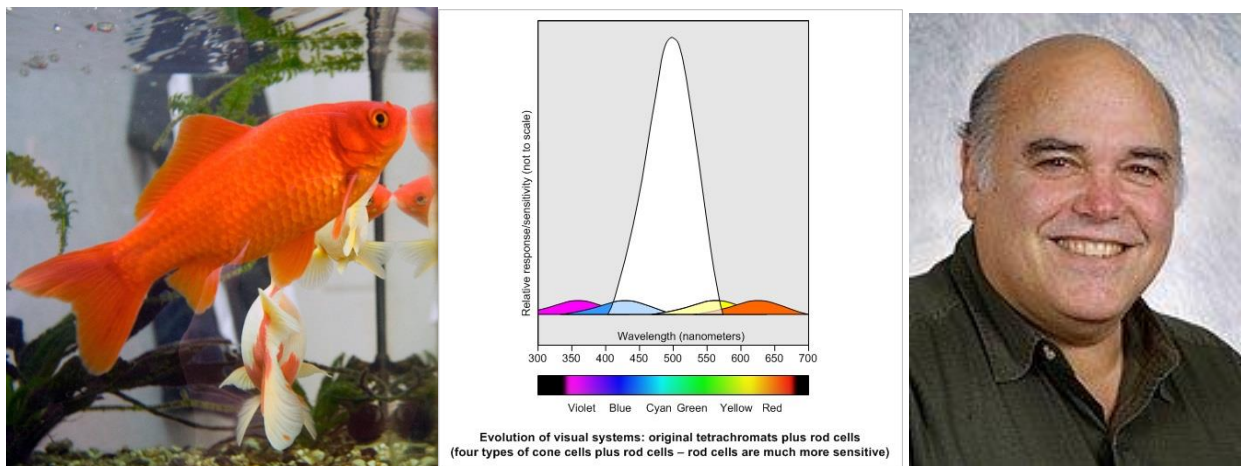 Relative response/sensitivity (not to scale)
Wavelength (nanometers)
300 350 400 450 500 550 600 650 700
Violet Blue Cyan Green Yellow Red
Evolution of visual systems: original tetrachromats plus rod cells
(four types of cone cells plus rod cells – rod cells are much more sensitive)